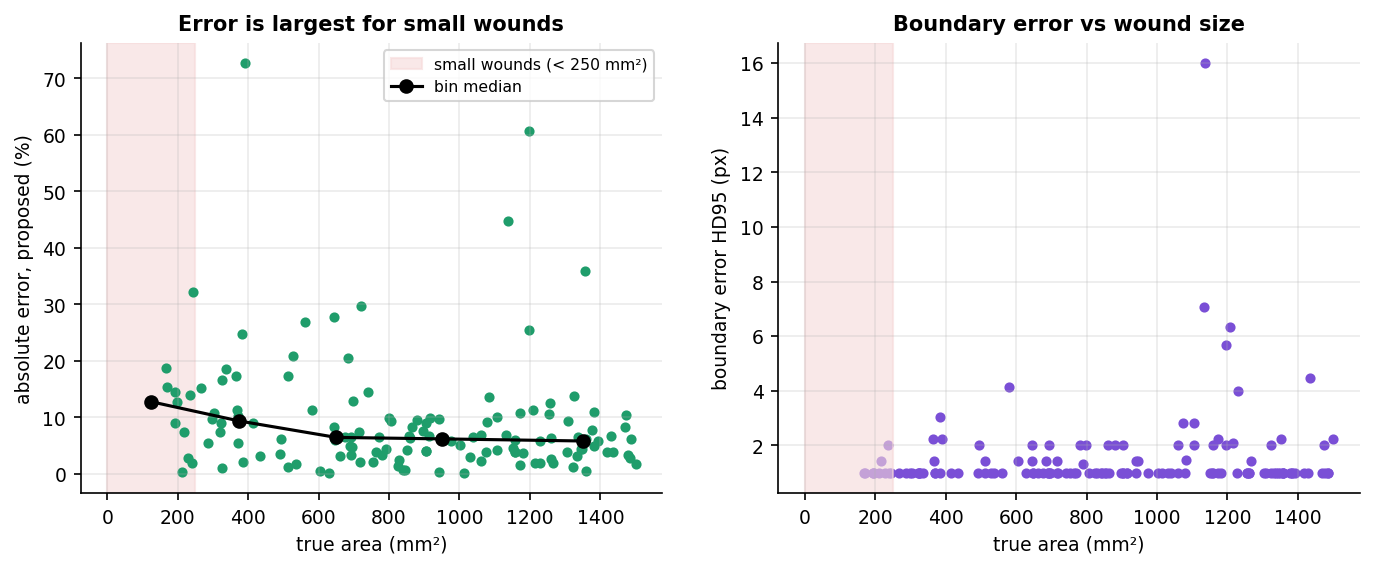 Error is largest for small wounds
small wounds (< 250 mm²)
bin median
absolute error, proposed (%)
70
60
50
40
30
20
10
0
0 200 400 600 800 1000 1200 1400
true area (mm²)
Boundary error vs wound size
boundary error HD95 (px)
16
14
12
10
8
6
4
2
0 200 400 600 800 1000 1200 1400
true area (mm²)